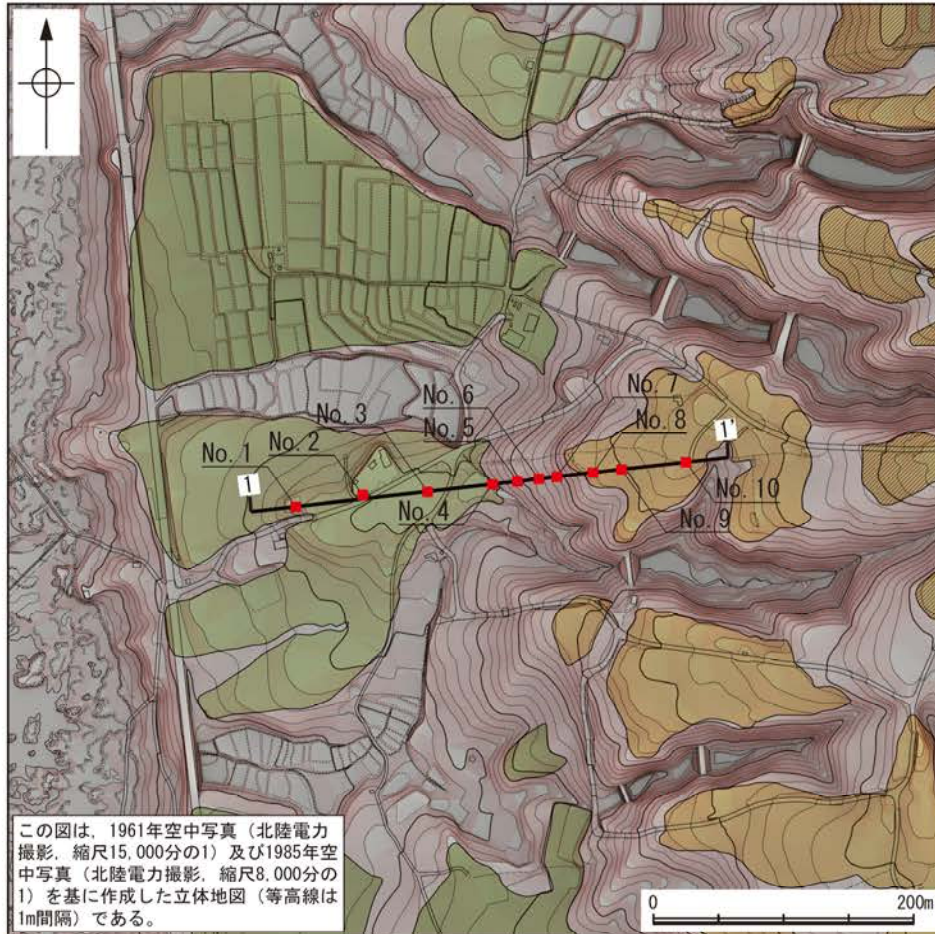 No. 6
No. 7
No. 5
No. 8
No. 3
No. 2
No. 1
1
1'
No. 4
No. 10
No. 9
この図は，1961年空中写真（北陸電力
撮影，縮尺15,000分の1）及び1985年空
中写真（北陸電力撮影，縮尺8,000分の
1）を基に作成した立体地図（等高線は
1m間隔）である。
0 200m